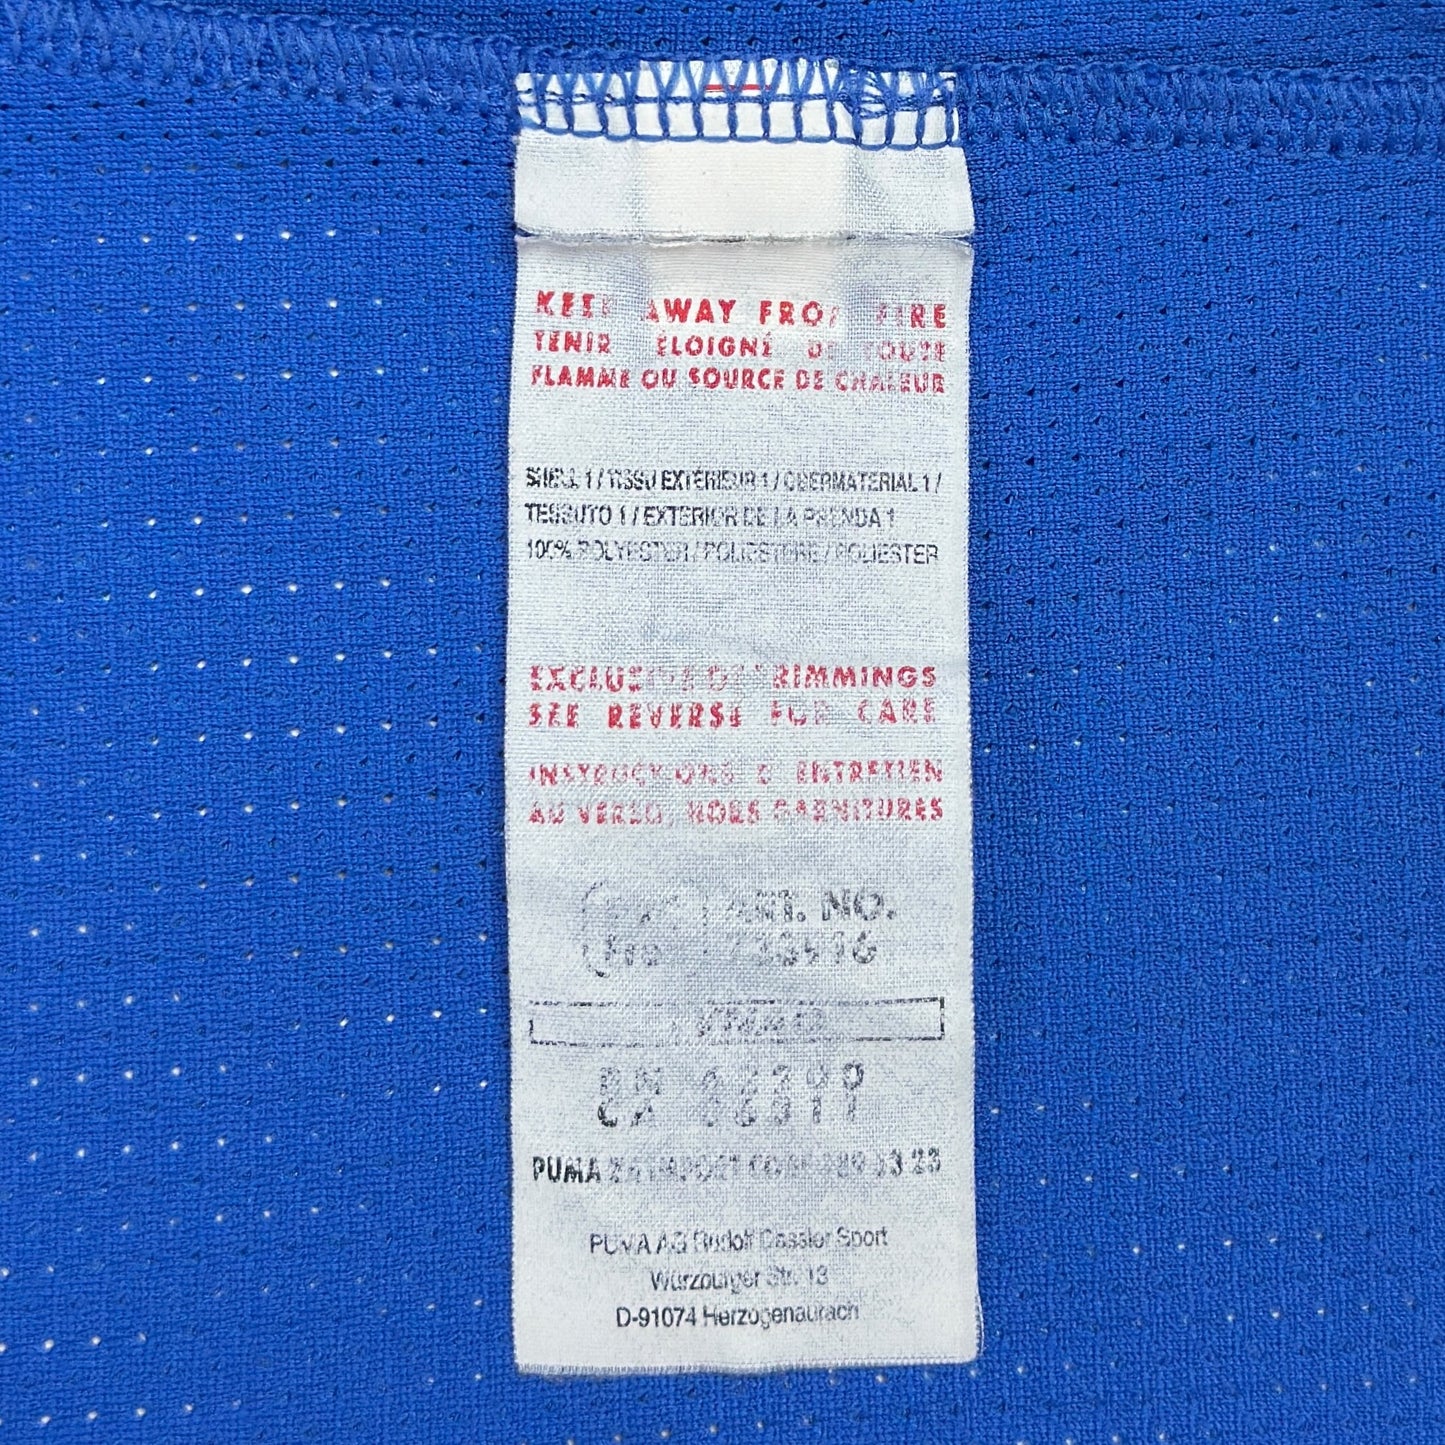 KEEP AWAY FROM FIRE
TENIR ÉLOIGNÉ DE TOUTE
FLAMME OU SOURCE DE CHALEUR
SHELL 1 / TISSU EXTÉRIEUR 1 / OBERMATERIAL 1 /
TESSUTO 1 / EXTERIOR DE LA PRENDA 1
100% POLYESTER / POLIESTERE / POLIESTER
EXCLUSIVE OF TRIMMINGS
SEE REVERSE FOR CARE
INSTRUCTIONS D'ENTRETIEN
AU VERSO, HORS GARNITURES
ART. NO.
RN
CA
PUMA
PUMA AG Rudolf Dassler Sport
Würzburger Str. 13
D-91074 Herzogenaurach